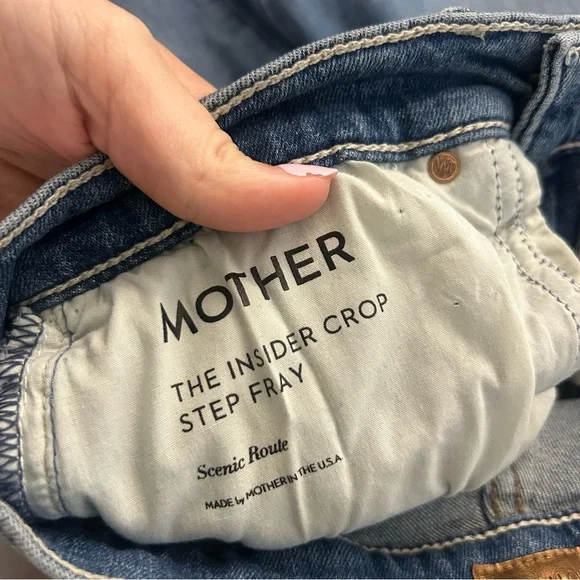 MOTHER
THE INSIDER CROP
STEP FRAY
Scenic Route
MADE by MOTHER IN THE U.S.A.